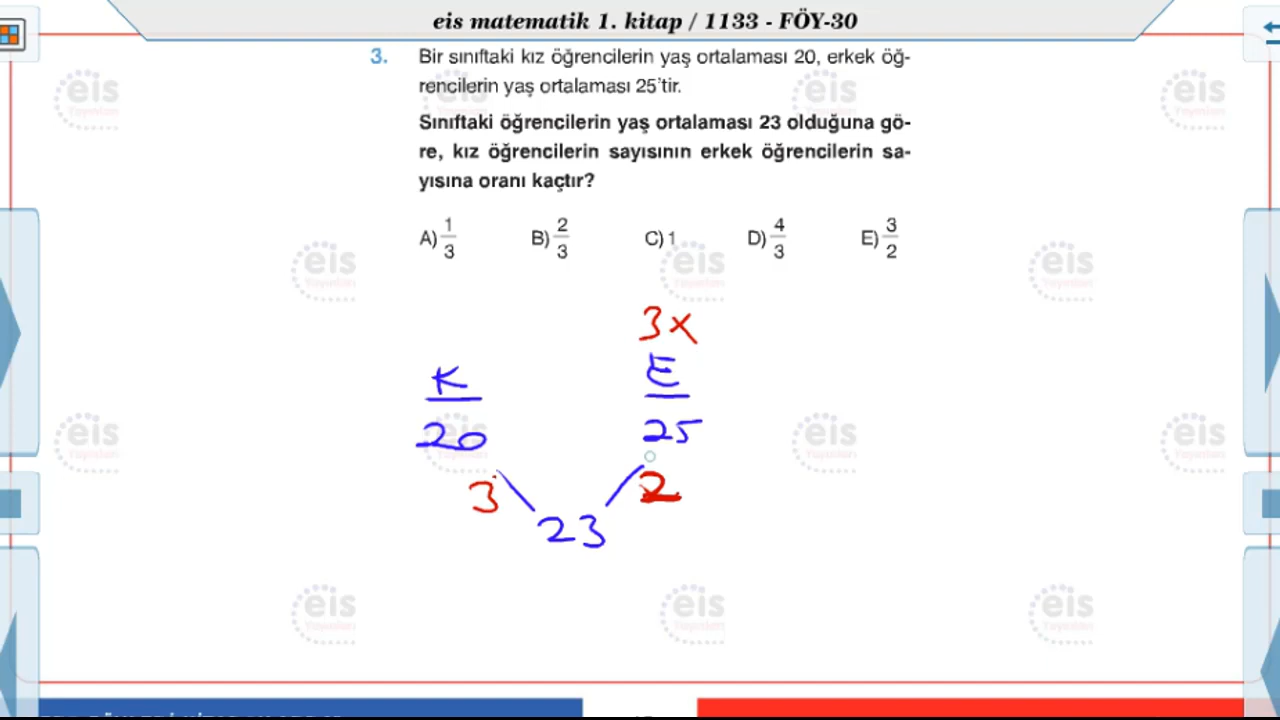 eis matematik 1. kitap / 1133 - FÖY-30
3. Bir sınıftaki kız öğrencilerin yaş ortalaması 20, erkek öğ-
rencilerin yaş ortalaması 25'tir.
Sınıftaki öğrencilerin yaş ortalaması 23 olduğuna gö-
re, kız öğrencilerin sayısının erkek öğrencilerin sa-
yısına oranı kaçtır?
A) 1/3 B) 2/3 C) 1 D) 4/3 E) 3/2
3x
K E
20 25
3 2
23
eis Yayınları